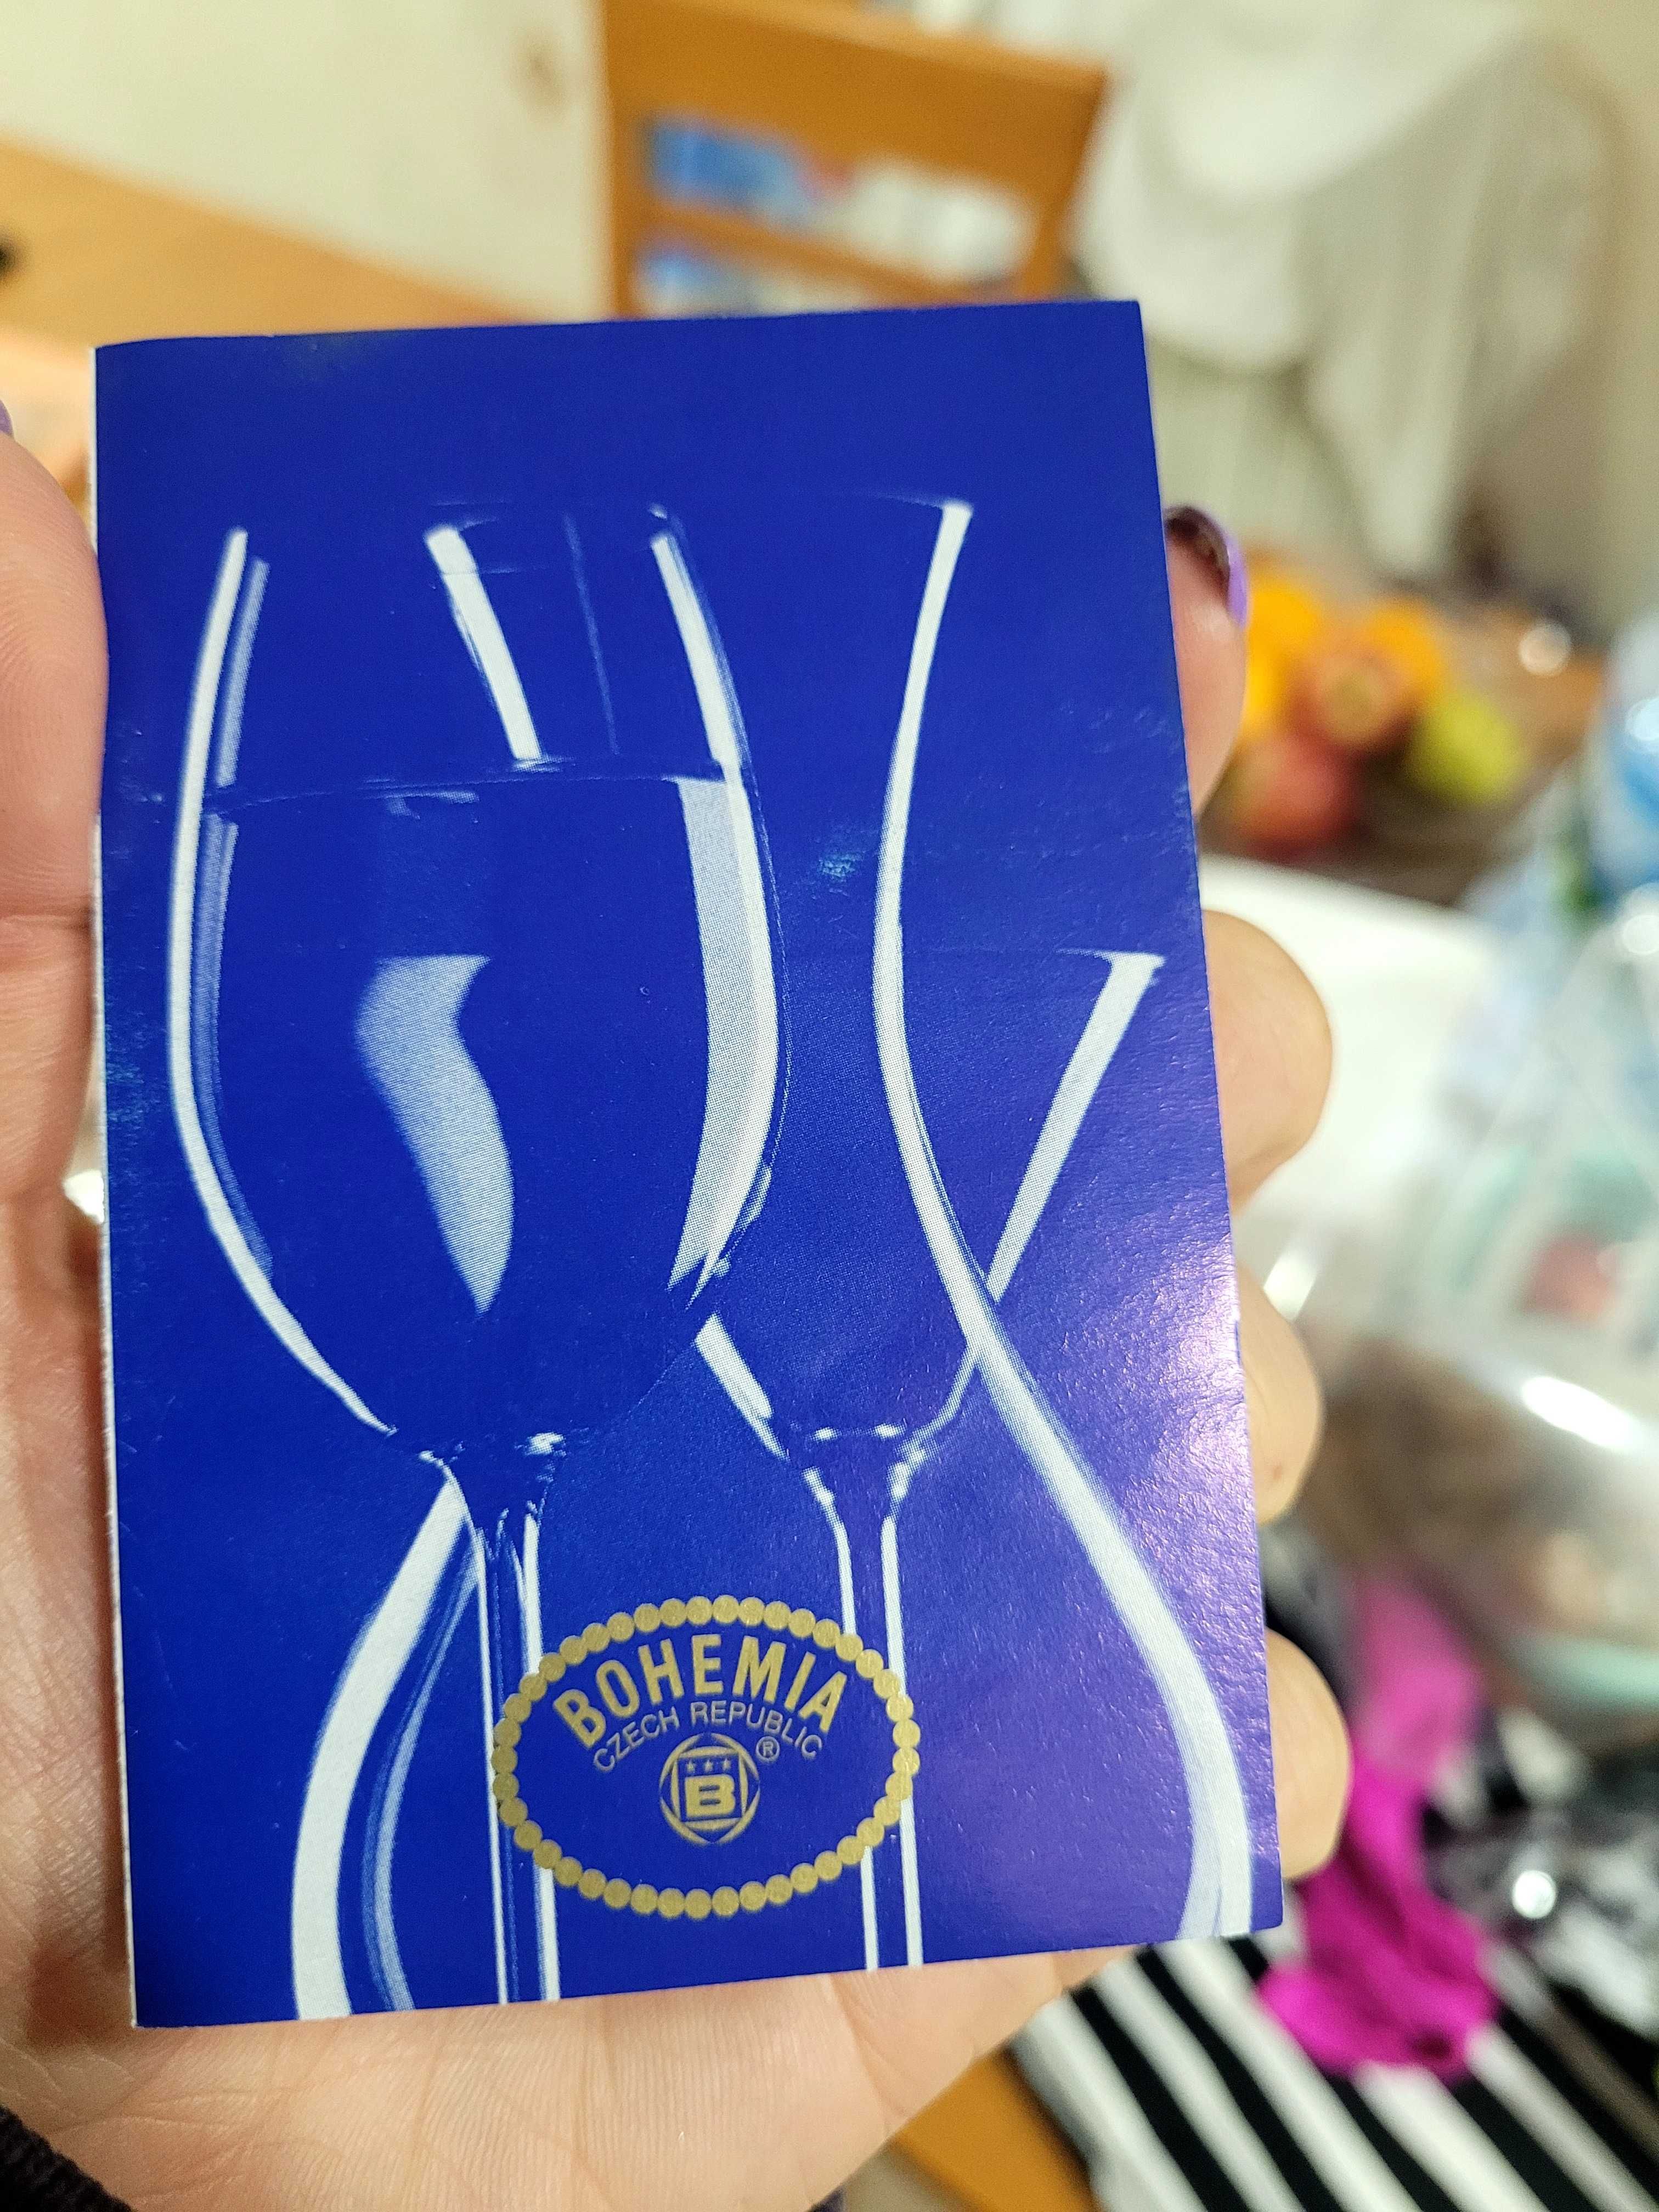 BOHEMIA
CZECH REPUBLIC
®
B